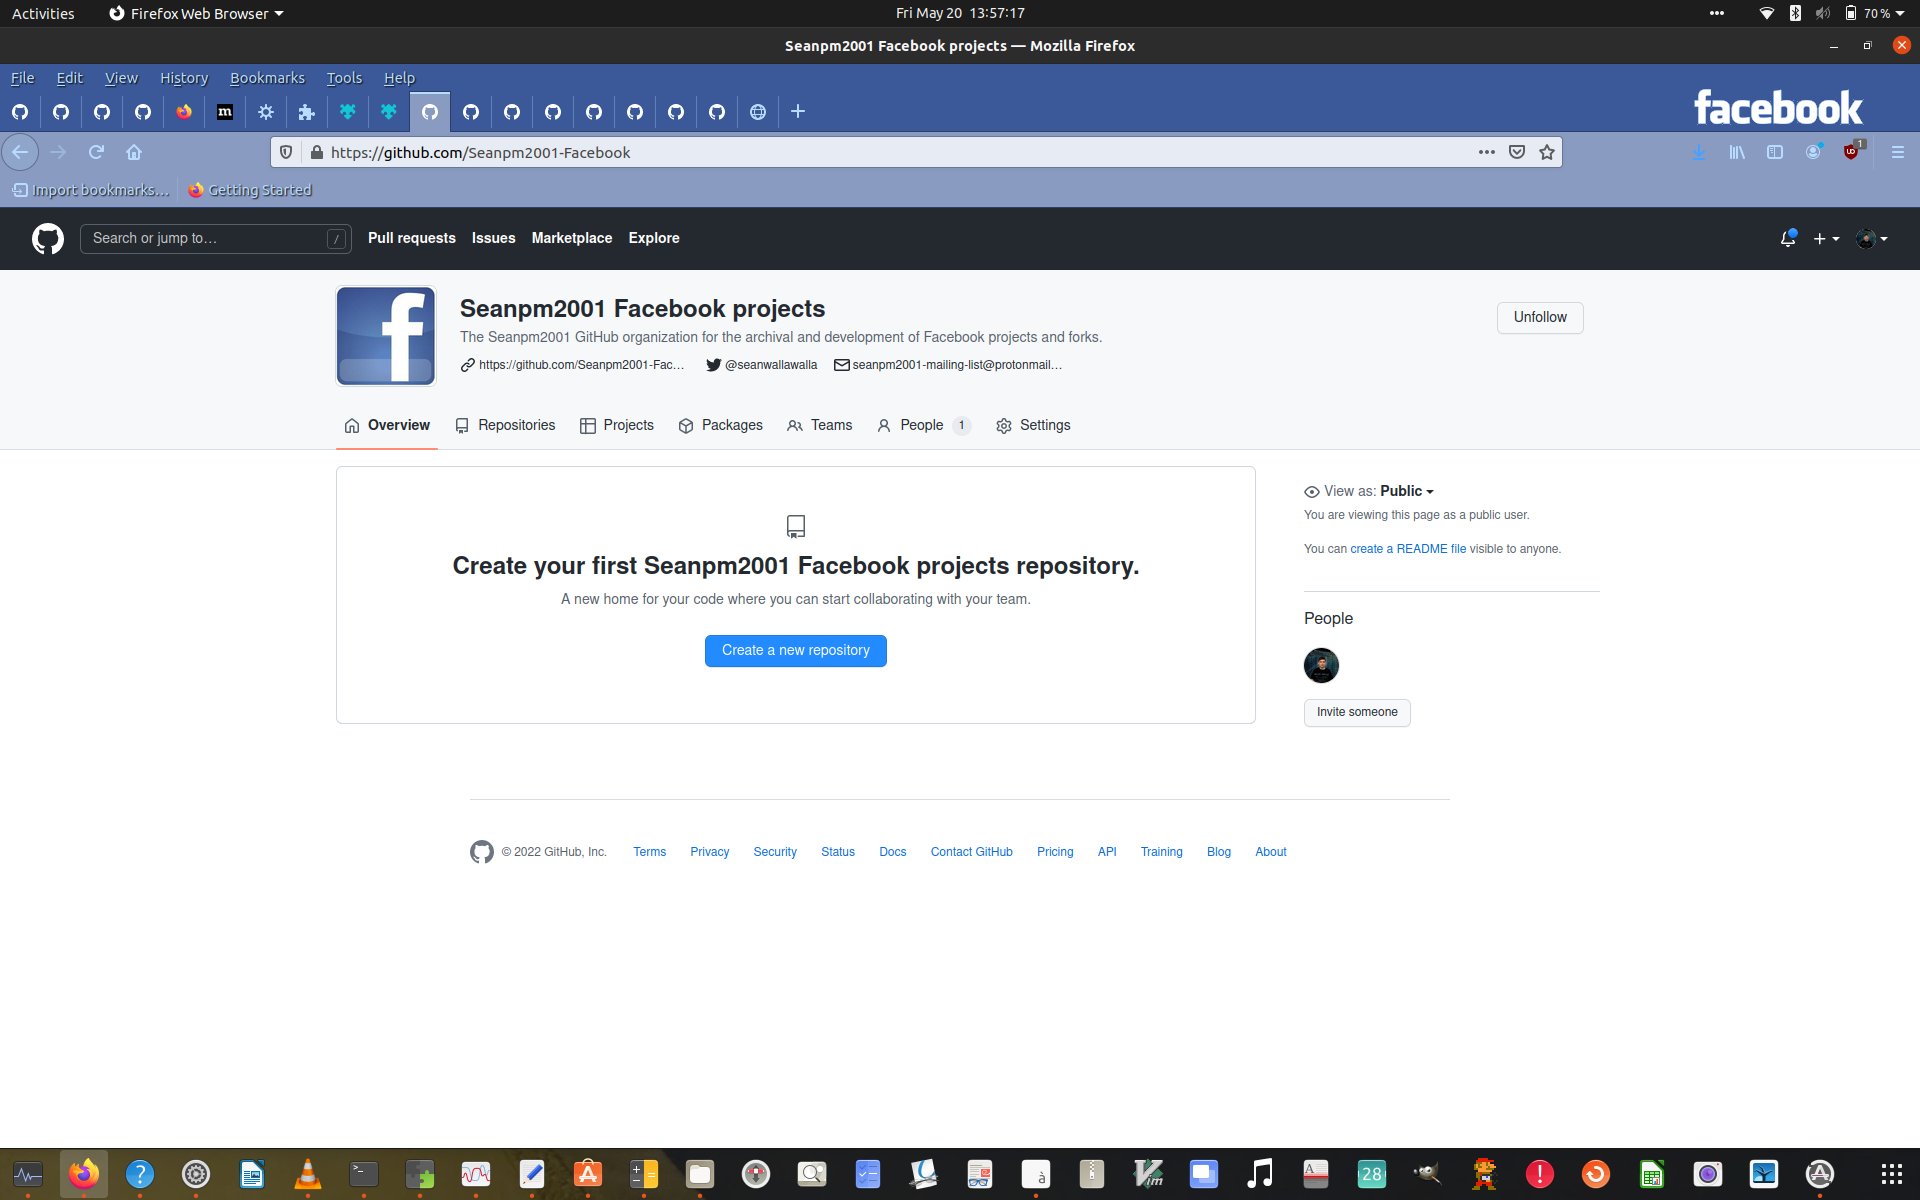 Activities Firefox Web Browser Fri May 20 13:57:17 70 %
Seanpm2001 Facebook projects — Mozilla Firefox
File Edit View History Bookmarks Tools Help
m
facebook
https://github.com/Seanpm2001-Facebook
1
Import bookmarks... Getting Started
Search or jump to... / Pull requests Issues Marketplace Explore
f
Seanpm2001 Facebook projects
Unfollow
The Seanpm2001 GitHub organization for the archival and development of Facebook projects and forks.
https://github.com/Seanpm2001-Fac... @seanwallawalla seanpm2001-mailing-list@protonmail...
Overview Repositories Projects Packages Teams People 1 Settings
View as: Public
You are viewing this page as a public user.
You can create a README file visible to anyone.
Create your first Seanpm2001 Facebook projects repository.
A new home for your code where you can start collaborating with your team.
Create a new repository
People
Invite someone
© 2022 GitHub, Inc. Terms Privacy Security Status Docs Contact GitHub Pricing API Training Blog About
? >_ à Vim A 28 !